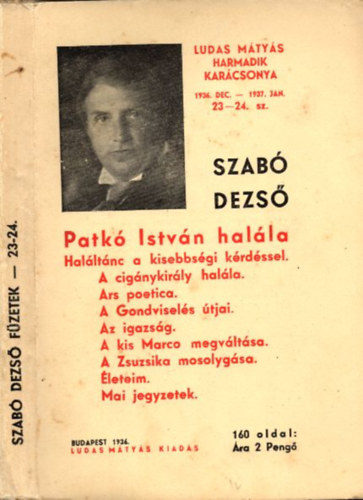 LUDAS MÁTYÁS
HARMADIK
KARÁCSONYA
1936. DEC. — 1937. JAN.
23—24. sz.
SZABÓ
DEZSŐ
Patkó István halála
Haláltánc a kisebbségi kérdéssel.
A cigánykirály halála.
Ars poetica.
A Gondviselés útjai.
Az igazság.
A kis Marco megváltása.
A Zsuzsika mosolygása.
Életeim.
Mai jegyzetek.
BUDAPEST 1936.
LUDAS MÁTYÁS KIADÁS
160 oldal:
Ára 2 Pengő
SZABÓ DEZSŐ FÜZETEK — 23-24.